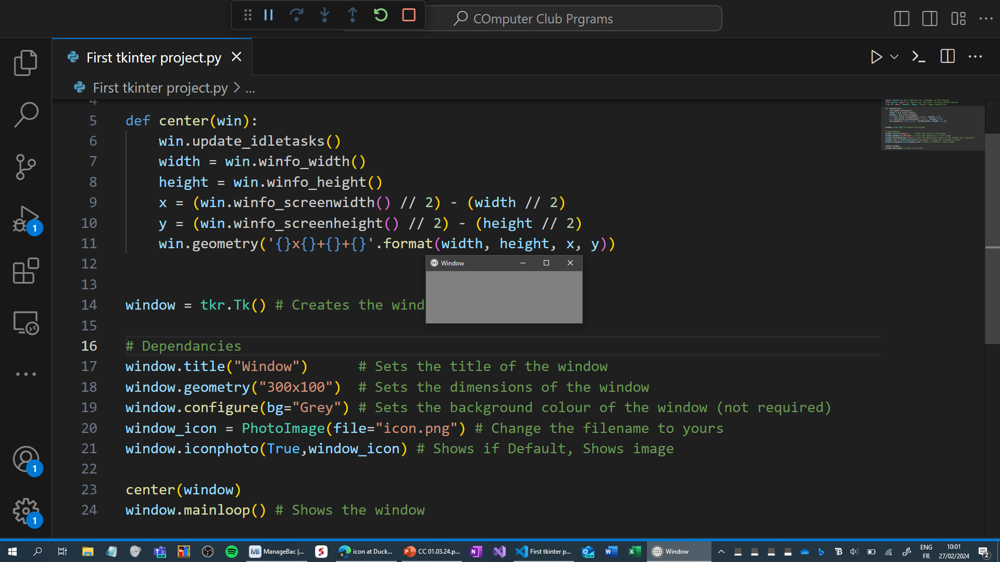 COmputer Club Prgrams
First tkinter project.py
First tkinter project.py > ...
4
5 def center(win):
6     win.update_idletasks()
7     width = win.winfo_width()
8     height = win.winfo_height()
9     x = (win.winfo_screenwidth() // 2) - (width // 2)
10     y = (win.winfo_screenheight() // 2) - (height // 2)
11     win.geometry('{}x{}+{}+{}'.format(width, height, x, y))
12
Window
13
14 window = tkr.Tk() # Creates the wind
15
16 # Dependancies
17 window.title("Window")      # Sets the title of the window
18 window.geometry("300x100")  # Sets the dimensions of the window
19 window.configure(bg="Grey") # Sets the background colour of the window (not required)
20 window_icon = PhotoImage(file="icon.png") # Change the filename to yours
21 window.iconphoto(True,window_icon) # Shows if Default, Shows image
22
23 center(window)
24 window.mainloop() # Shows the window
1
1
1
ManageBac |...
icon at Duck...
CC 01.03.24.p...
First tkinter p...
Window
ENG
FR
10:01
27/02/2024
2